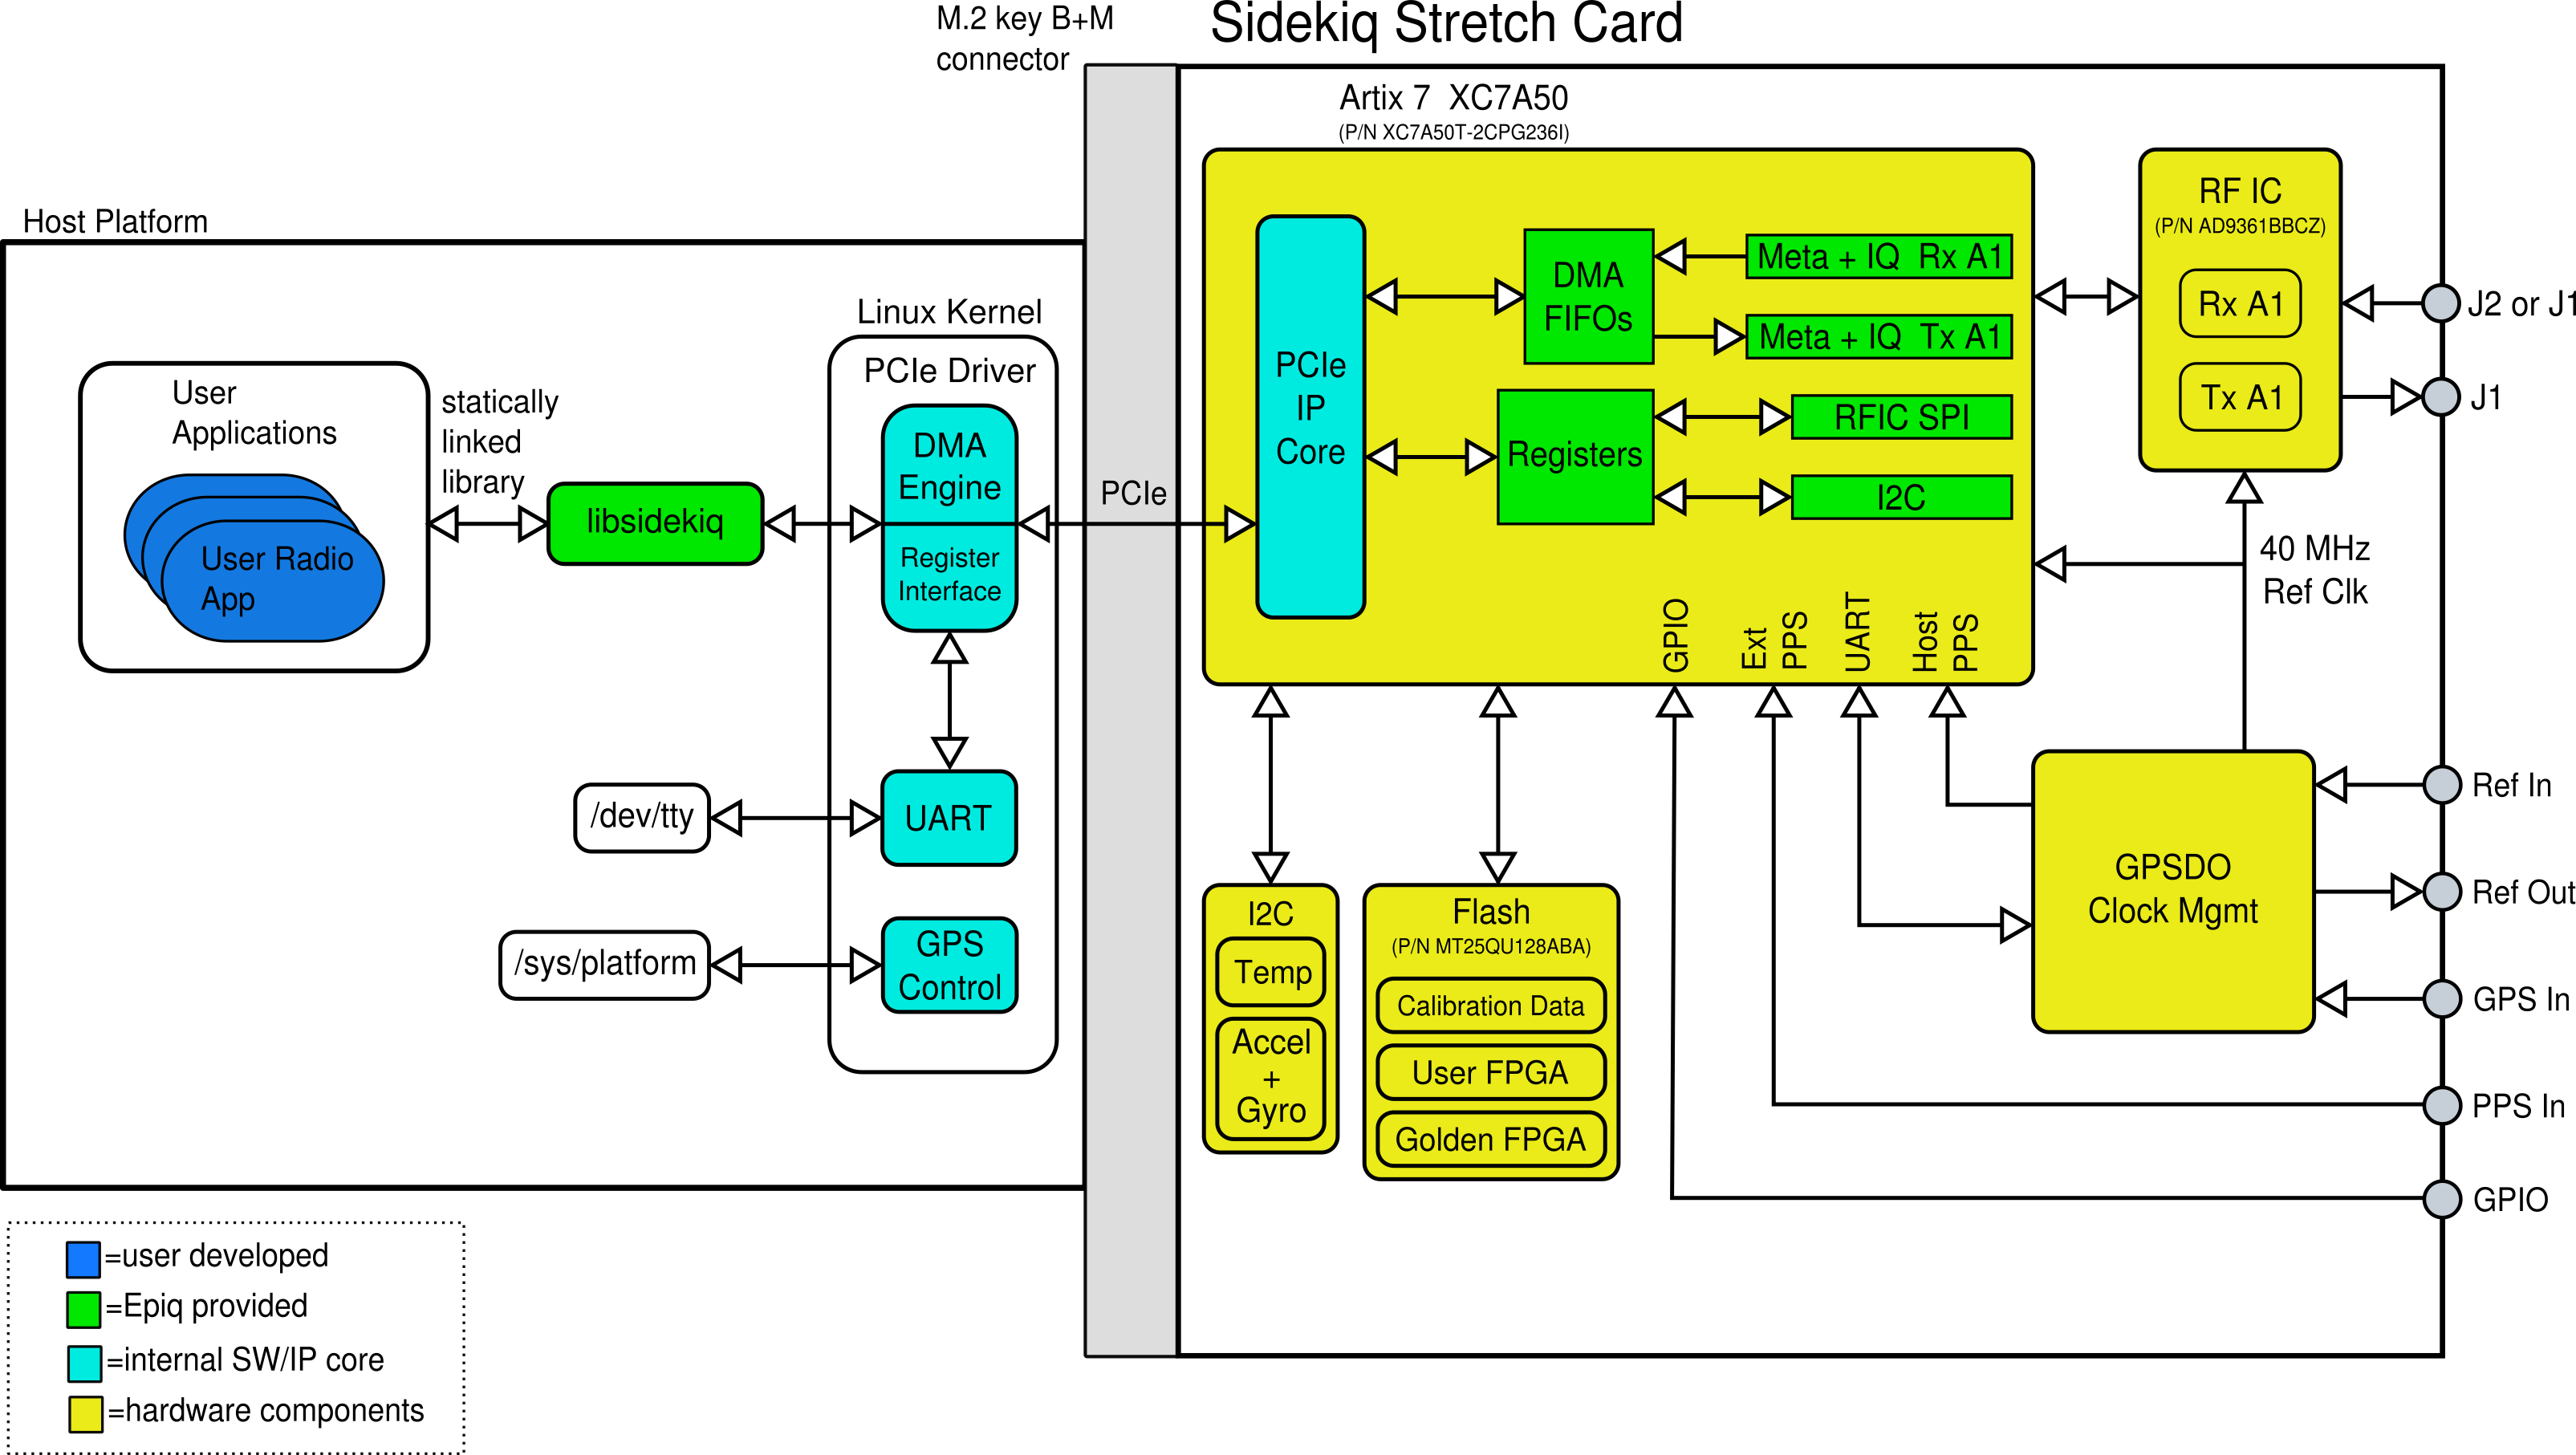 M.2 key B+M
connector
Sidekiq Stretch Card
Artix 7 XC7A50
(P/N XC7A50T-2CPG236I)
Host Platform
Linux Kernel
PCIe Driver
User
Applications
User Radio
App
statically
linked
library
libsidekiq
DMA
Engine
Register
Interface
UART
GPS
Control
/dev/tty
/sys/platform
PCIe
PCIe
IP
Core
DMA
FIFOs
Meta + IQ Rx A1
Meta + IQ Tx A1
Registers
RFIC SPI
I2C
GPIO
Ext
PPS
UART
Host
PPS
RF IC
(P/N AD9361BBCZ)
Rx A1
Tx A1
J2 or J1
J1
40 MHz
Ref Clk
I2C
Temp
Accel
+
Gyro
Flash
(P/N MT25QU128ABA)
Calibration Data
User FPGA
Golden FPGA
GPSDO
Clock Mgmt
Ref In
Ref Out
GPS In
PPS In
GPIO
=user developed
=Epiq provided
=internal SW/IP core
=hardware components